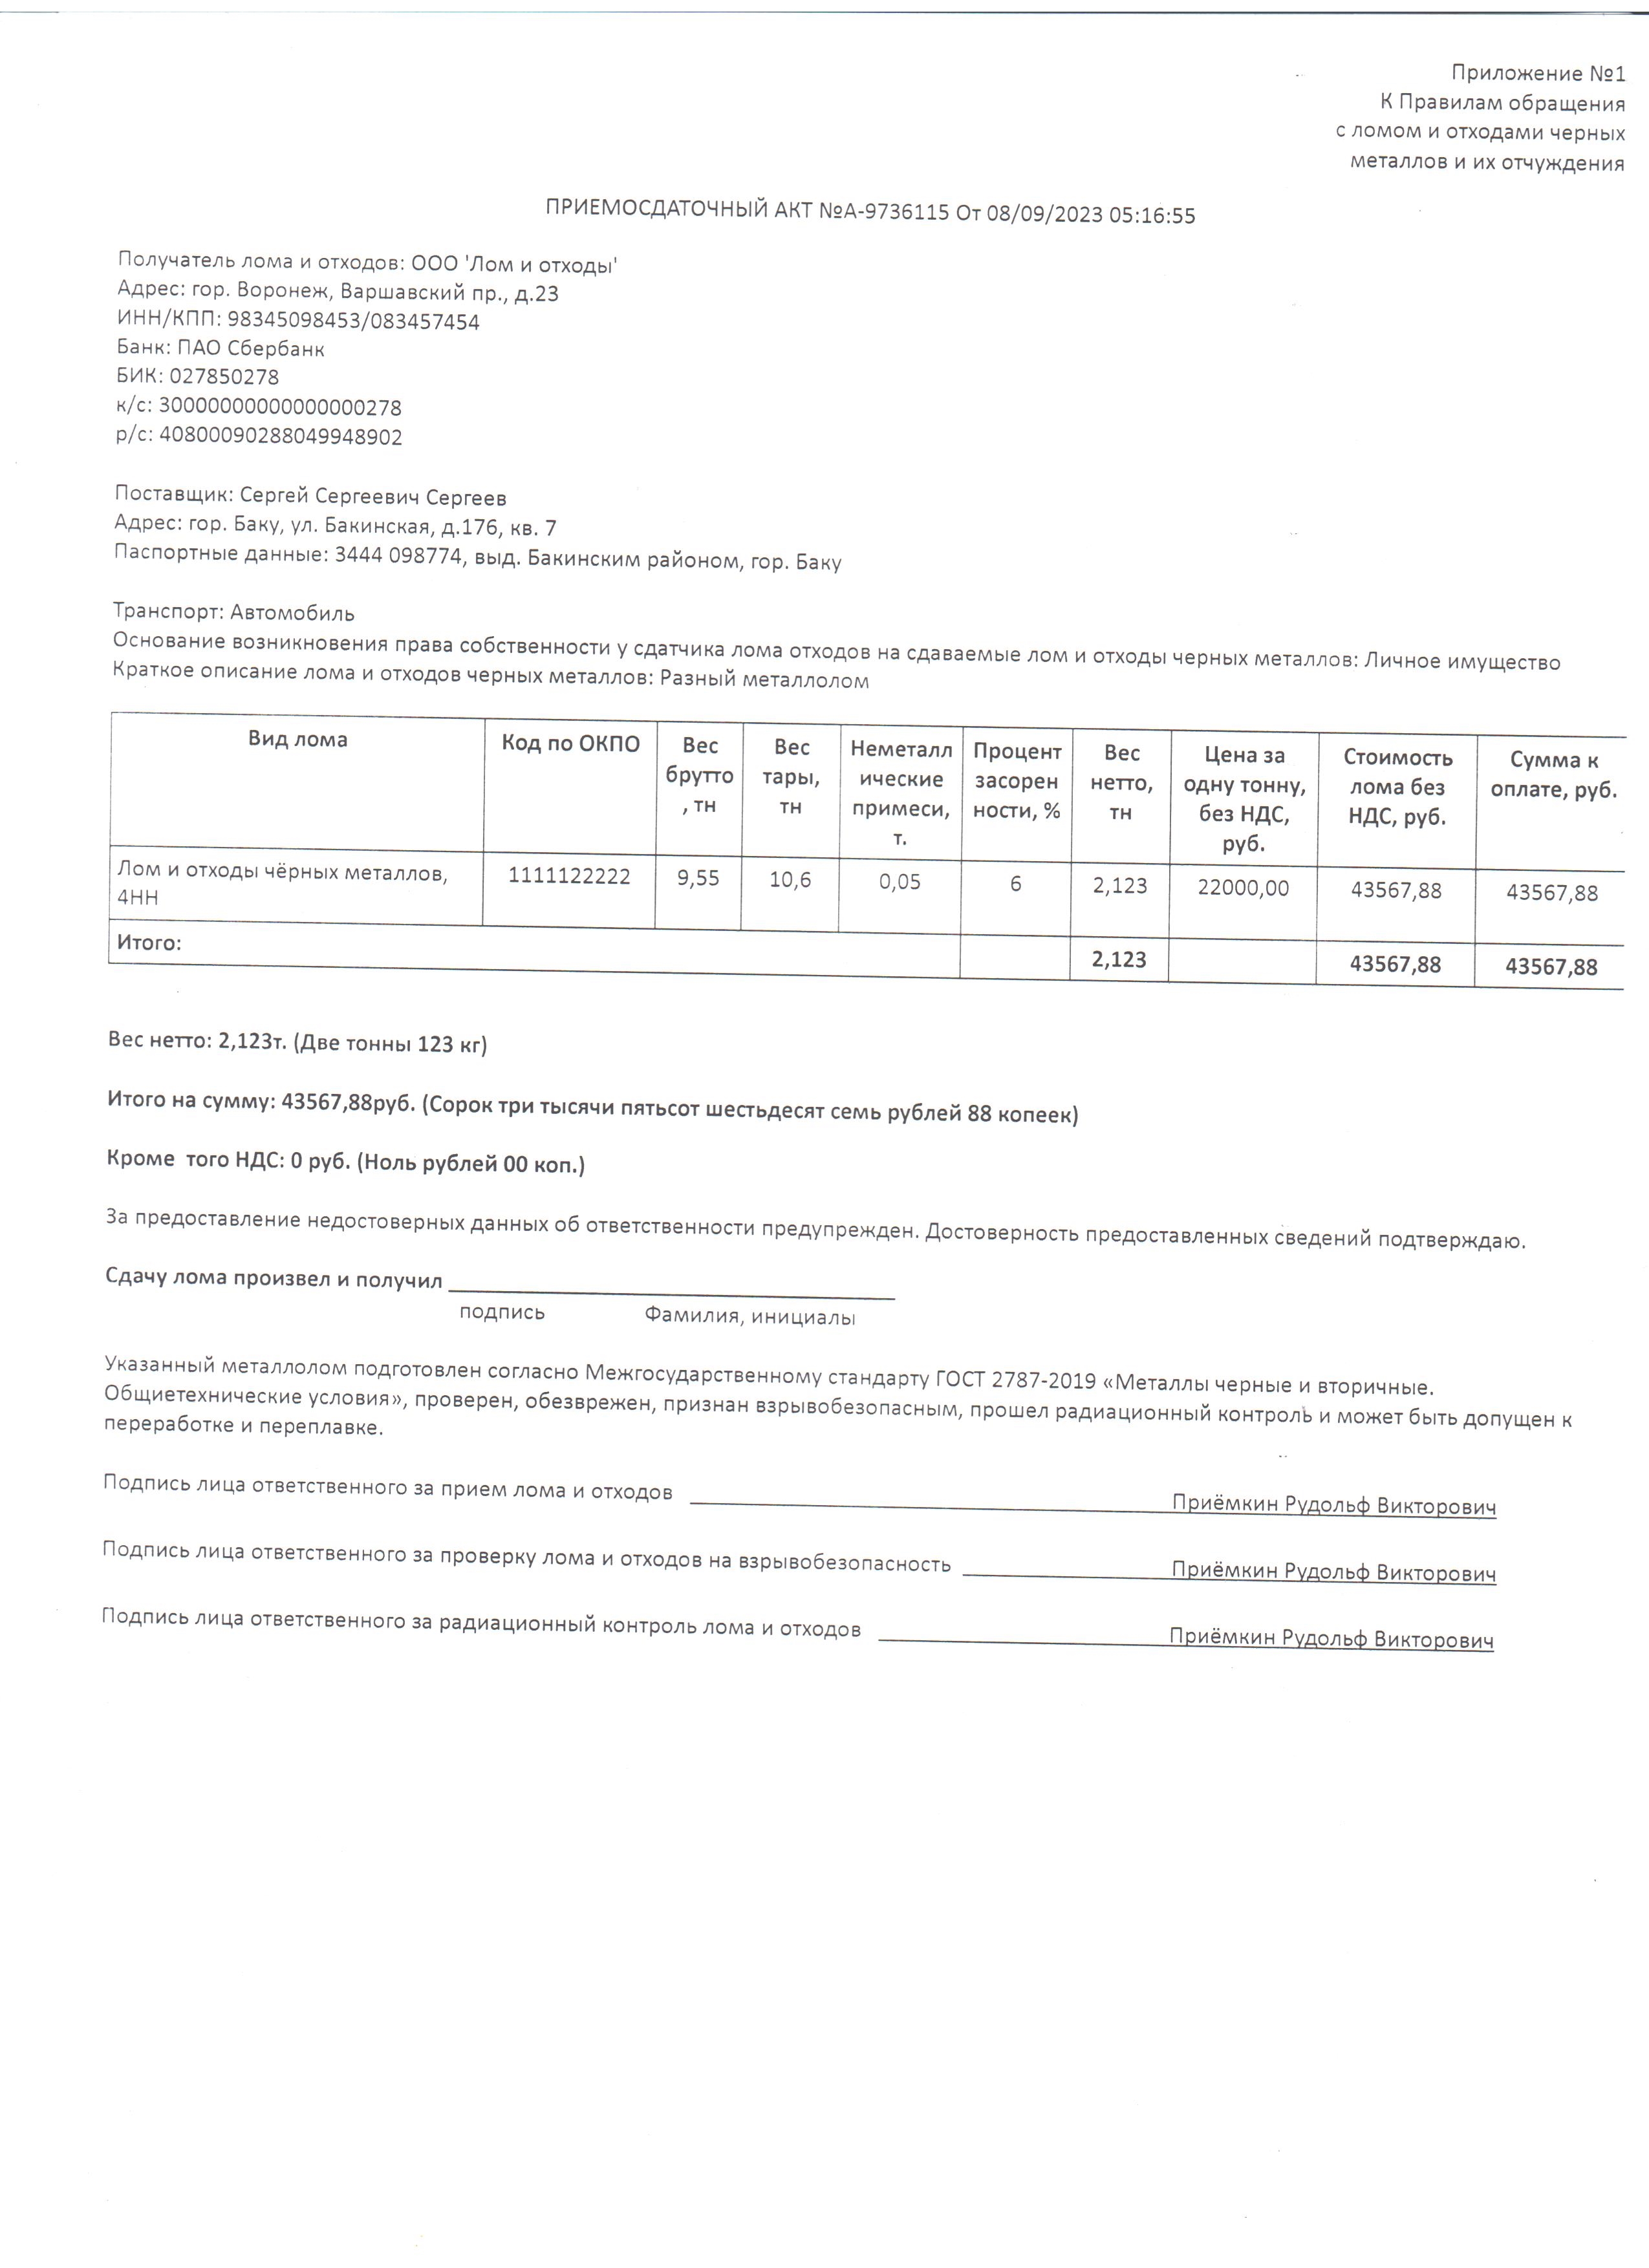 Приложение №1
К Правилам обращения
с ломом и отходами черных
металлов и их отчуждения
ПРИЕМОСДАТОЧНЫЙ АКТ №А-9736115 От 08/09/2023 05:16:55
Получатель лома и отходов: ООО 'Лом и отходы'
Адрес: гор. Воронеж, Варшавский пр., д.23
ИНН/КПП: 98345098453/083457454
Банк: ПАО Сбербанк
БИК: 027850278
к/с: 30000000000000000278
р/с: 40800090288049948902
Поставщик: Сергей Сергеевич Сергеев
Адрес: гор. Баку, ул. Бакинская, д.176, кв. 7
Паспортные данные: 3444 098774, выд. Бакинским районом, гор. Баку
Транспорт: Автомобиль
Основание возникновения права собственности у сдатчика лома отходов на сдаваемые лом и отходы черных металлов: Личное имущество
Краткое описание лома и отходов черных металлов: Разный металлолом
Вид лома
Код по ОКПО
Вес
брутто
, тн
Вес
тары,
тн
Неметалл
ические
примеси,
т.
Процент
засорен
ности, %
Вес
нетто,
тн
Цена за
одну тонну,
без НДС,
руб.
Стоимость
лома без
НДС, руб.
Сумма к
оплате, руб.
Лом и отходы чёрных металлов,
4НН
1111122222
9,55
10,6
0,05
6
2,123
22000,00
43567,88
43567,88
Итого:
2,123
43567,88
43567,88
Вес нетто: 2,123т. (Две тонны 123 кг)
Итого на сумму: 43567,88руб. (Сорок три тысячи пятьсот шестьдесят семь рублей 88 копеек)
Кроме того НДС: 0 руб. (Ноль рублей 00 коп.)
За предоставление недостоверных данных об ответственности предупрежден. Достоверность предоставленных сведений подтверждаю.
Сдачу лома произвел и получил
подпись Фамилия, инициалы
Указанный металлолом подготовлен согласно Межгосударственному стандарту ГОСТ 2787-2019 «Металлы черные и вторичные.
Общиетехнические условия», проверен, обезврежен, признан взрывобезопасным, прошел радиационный контроль и может быть допущен к
переработке и переплавке.
Подпись лица ответственного за прием лома и отходов Приёмкин Рудольф Викторович
Подпись лица ответственного за проверку лома и отходов на взрывобезопасность Приёмкин Рудольф Викторович
Подпись лица ответственного за радиационный контроль лома и отходов Приёмкин Рудольф Викторович